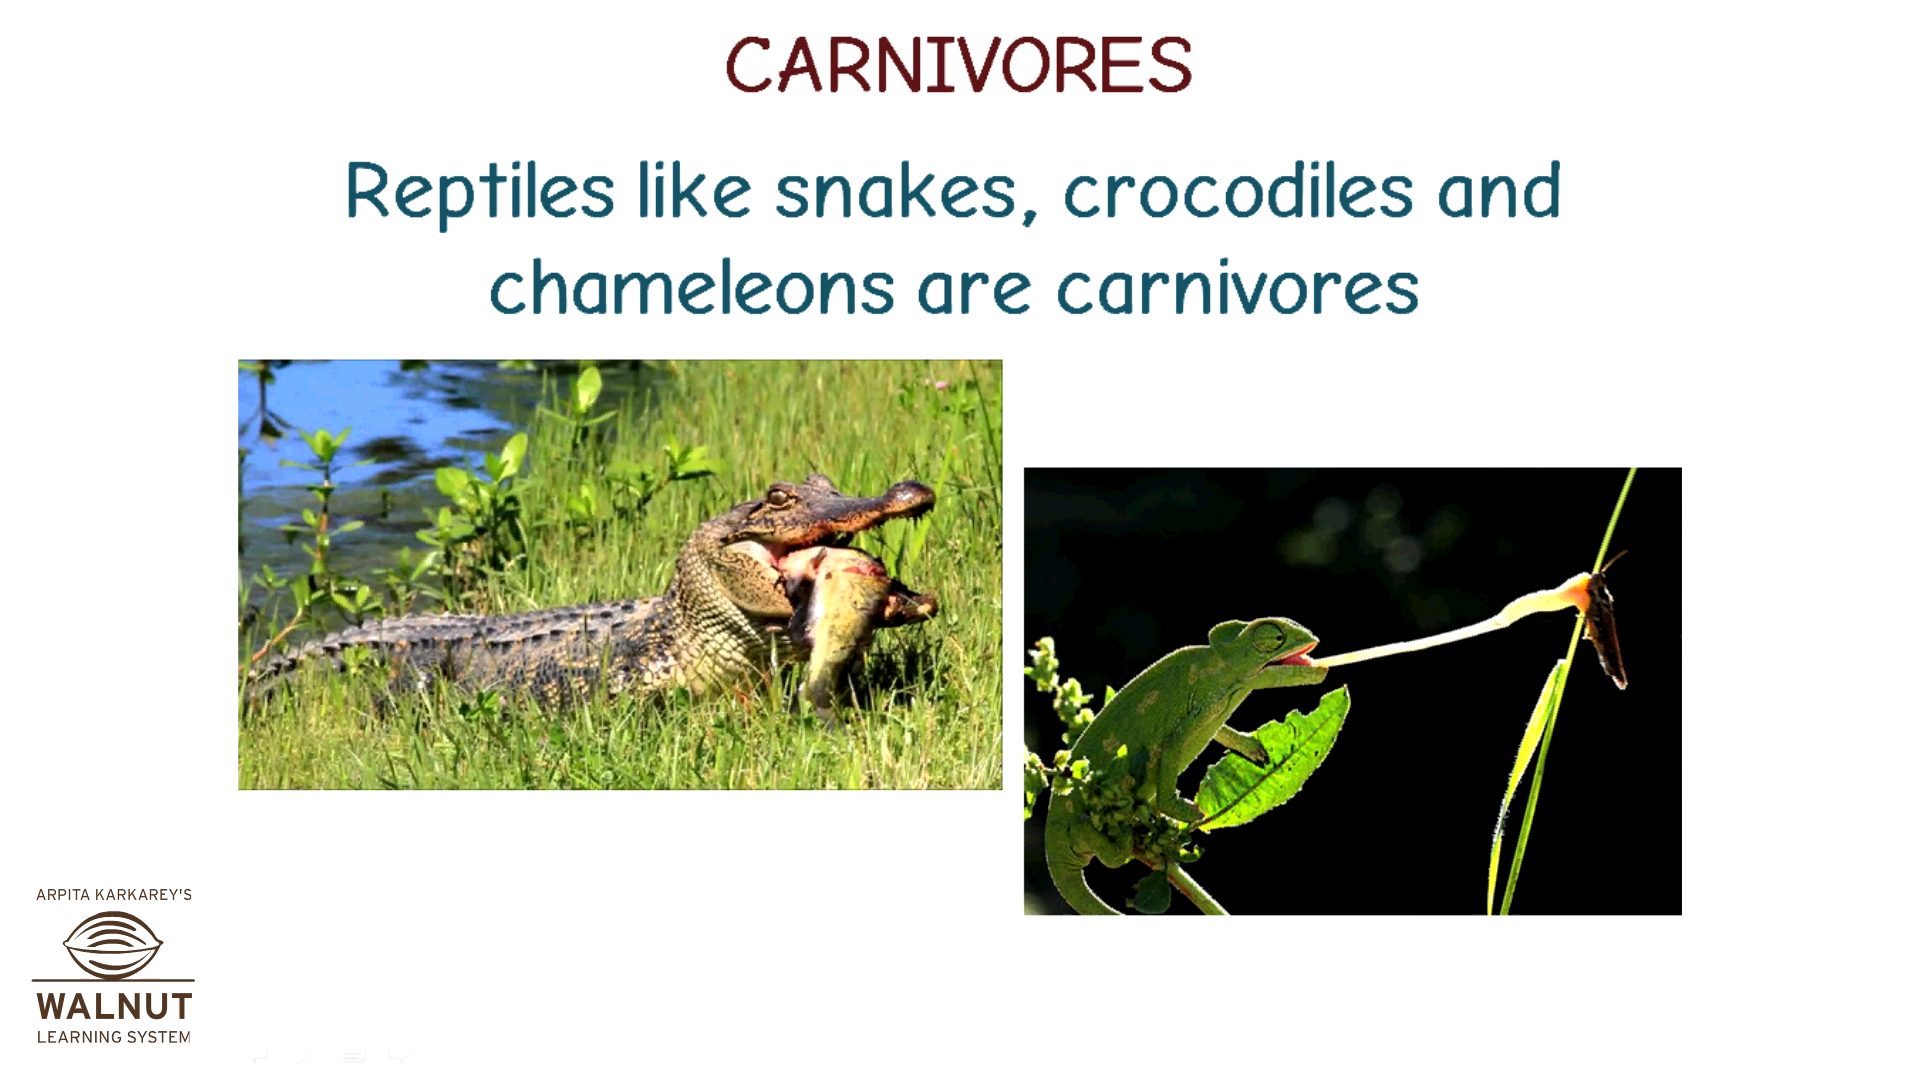 CARNIVORES
Reptiles like snakes, crocodiles and
chameleons are carnivores
ARPITA KARKAREY'S
WALNUT
LEARNING SYSTEM